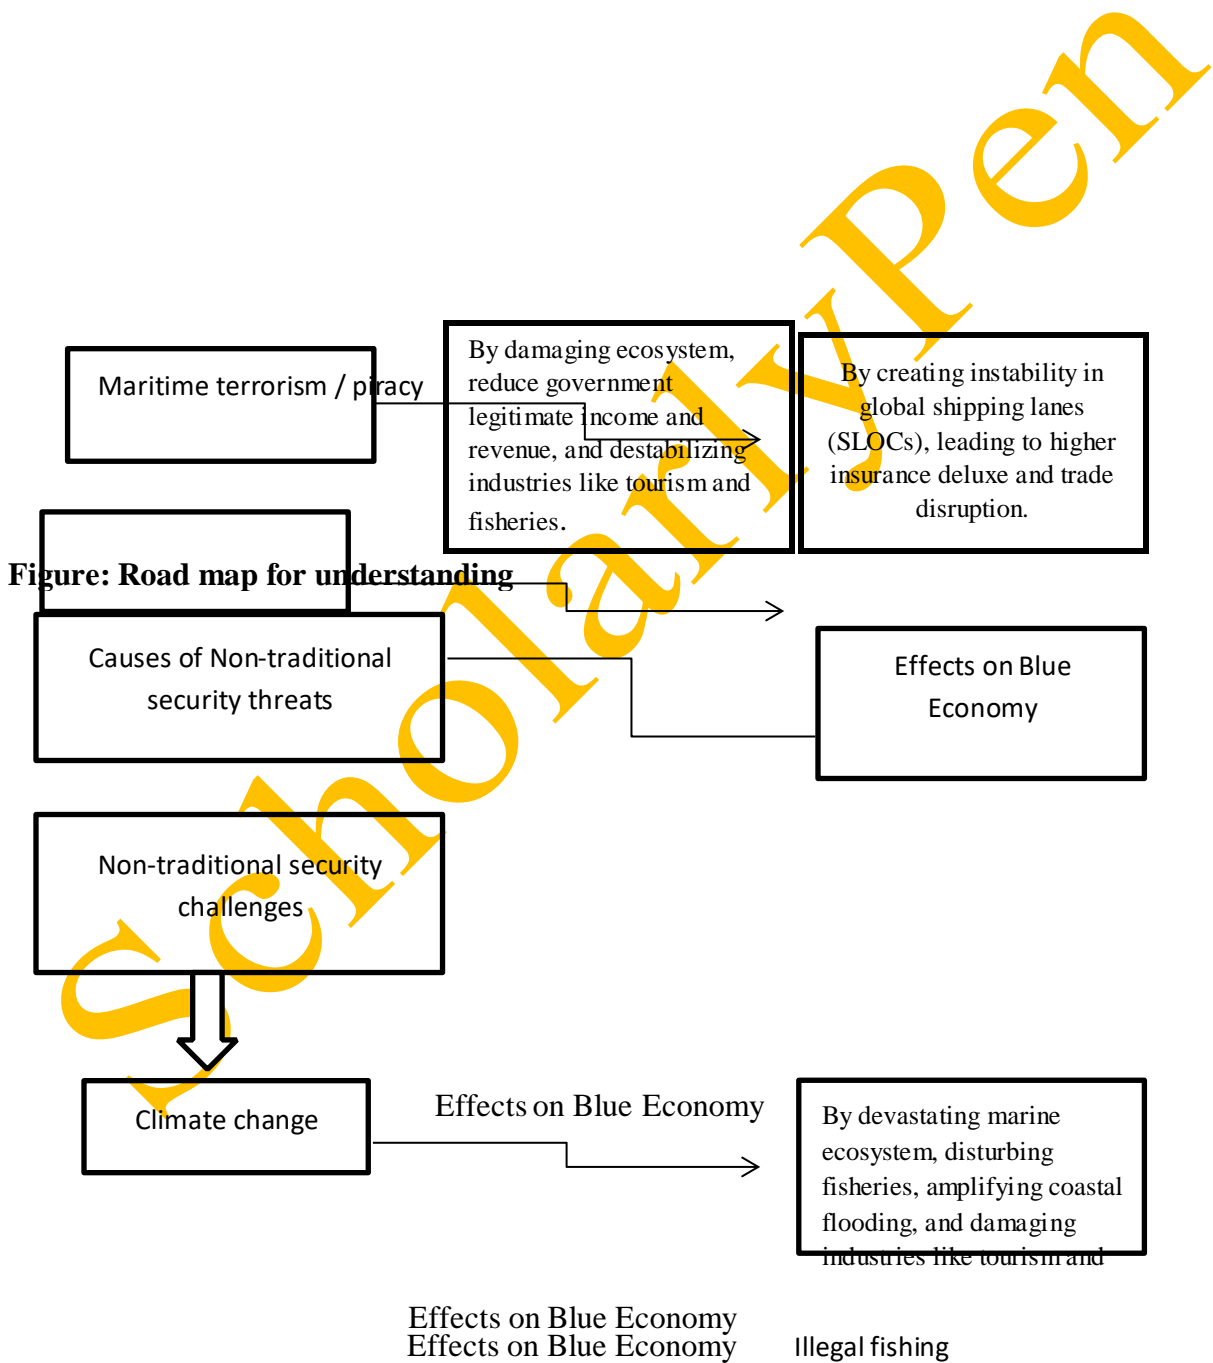 ScholarlyPen
Maritime terrorism / piracy
By damaging ecosystem,
reduce government
legitimate income and
revenue, and destabilizing
industries like tourism and
fisheries.
By creating instability in
global shipping lanes
(SLOCs), leading to higher
insurance deluxe and trade
disruption.
Figure: Road map for understanding
Causes of Non-traditional
security threats
Effects on Blue
Economy
Non-traditional security
challenges
Climate change
Effects on Blue Economy
By devastating marine
ecosystem, disturbing
fisheries, amplifying coastal
flooding, and damaging
industries like tourism and
Effects on Blue Economy
Effects on Blue Economy
Illegal fishing